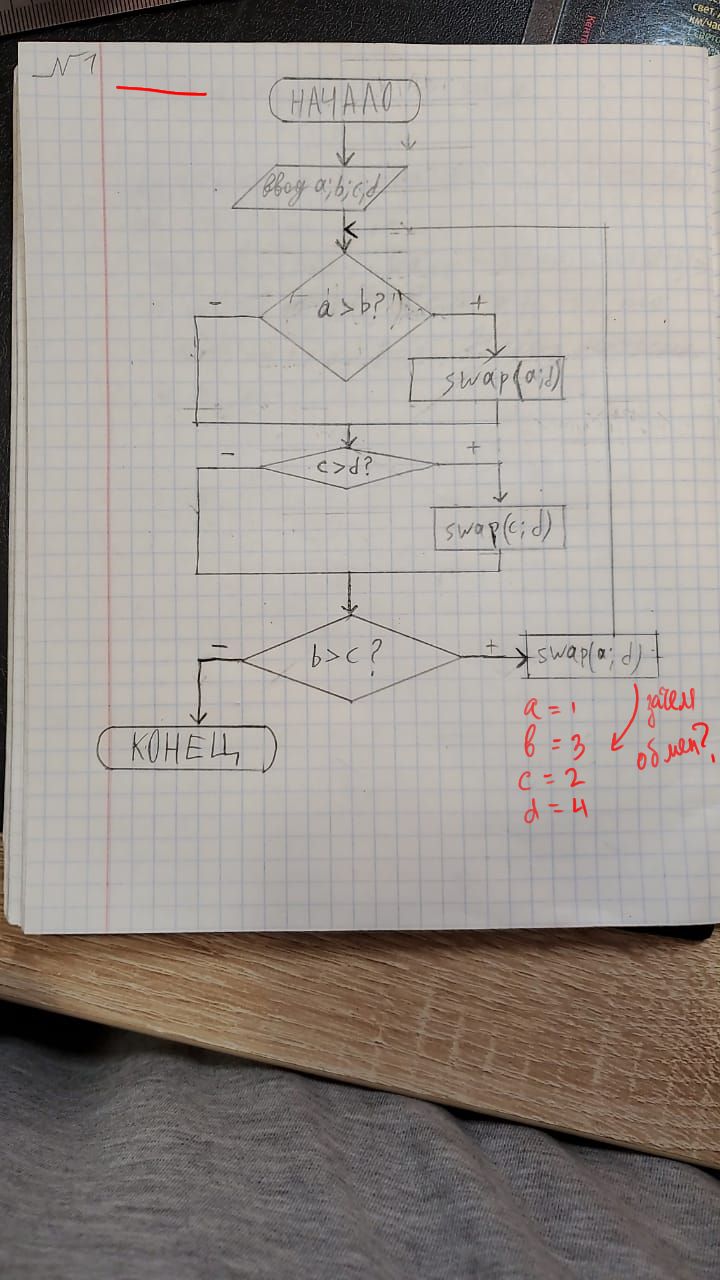 №1
НАЧАЛО
Ввод a;b;c;d
a>b?
-
+
swap(a;d)
c>d?
-
+
swap(c;d)
b>c?
-
+
swap(a;d)
КОНЕЦ
a = 1
b = 3
c = 2
d = 4
зачем
обмен?